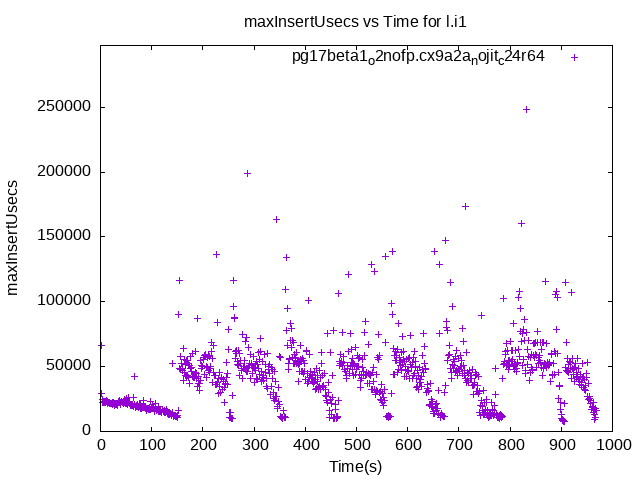 maxInsertUsecs vs Time for l.i1
pg17beta1_o2nofp.cx9a2a_nojit_c24r64
250000
200000
150000
100000
50000
0
maxInsertUsecs
0 100 200 300 400 500 600 700 800 900 1000
Time(s)